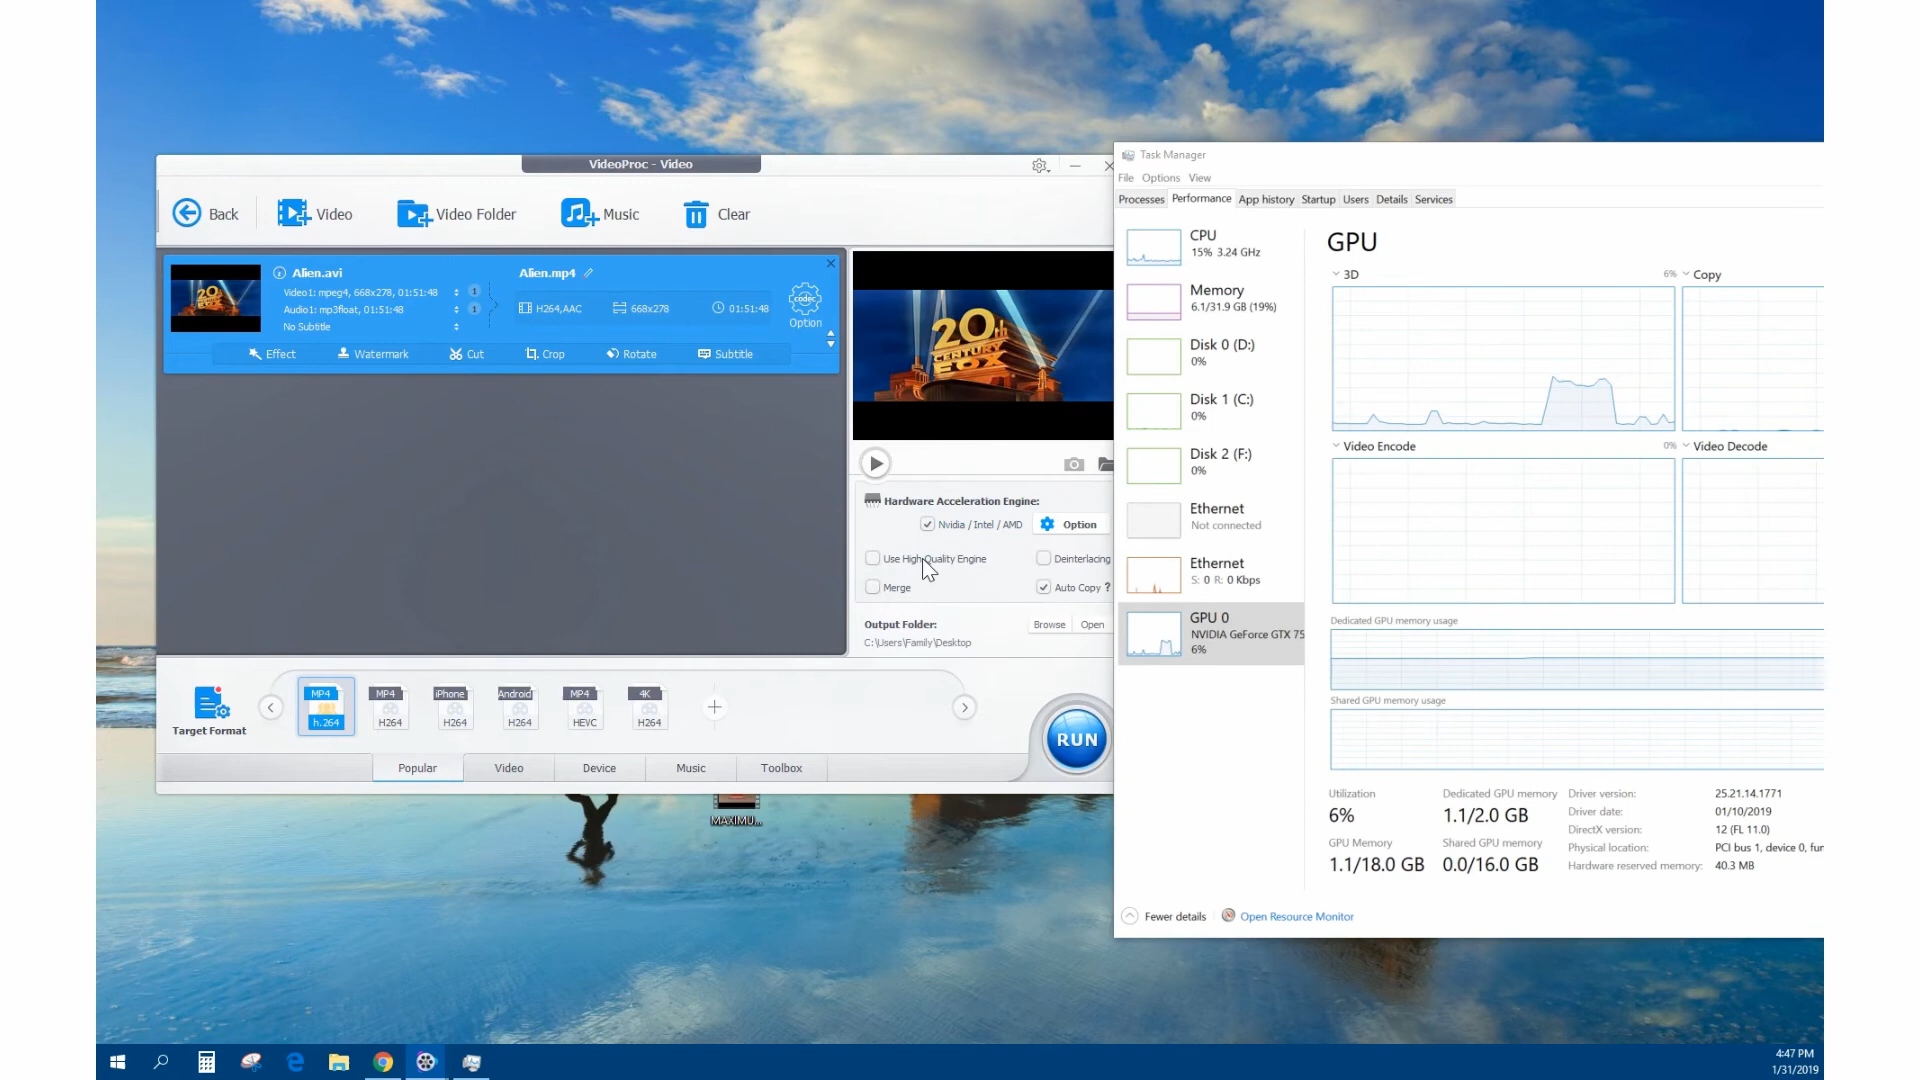 VideoProc - Video
Back
Video
Video Folder
Music
Clear
Alien.avi
Video1: mpeg4, 668x278, 01:51:48
Audio1: mp3float, 01:51:48
No Subtitle
Alien.mp4
H264,AAC
668x278
01:51:48
codec
Option
Effect
Watermark
Cut
Crop
Rotate
Subtitle
20th
CENTURY
FOX
Hardware Acceleration Engine:
Nvidia / Intel / AMD
Option
Use High Quality Engine
Deinterlacing
Merge
Auto Copy ?
Output Folder:
Browse
Open
C:\Users\Family\Desktop
Target Format
MP4
h.264
MP4
H264
iPhone
H264
Android
H264
MP4
HEVC
4K
H264
RUN
Popular
Video
Device
Music
Toolbox
MAXIMU...
Task Manager
File Options View
Processes Performance App history Startup Users Details Services
CPU
15% 3.24 GHz
Memory
6.1/31.9 GB (19%)
Disk 0 (D:)
0%
Disk 1 (C:)
0%
Disk 2 (F:)
0%
Ethernet
Not connected
Ethernet
S: 0 R: 0 Kbps
GPU 0
NVIDIA GeForce GTX 75
6%
GPU
3D
6%
Copy
Video Encode
0%
Video Decode
Dedicated GPU memory usage
Shared GPU memory usage
Utilization
6%
Dedicated GPU memory
1.1/2.0 GB
GPU Memory
1.1/18.0 GB
Shared GPU memory
0.0/16.0 GB
Driver version: 25.21.14.1771
Driver date: 01/10/2019
DirectX version: 12 (FL 11.0)
Physical location: PCI bus 1, device 0, fun
Hardware reserved memory: 40.3 MB
Fewer details
Open Resource Monitor
4:47 PM
1/31/2019